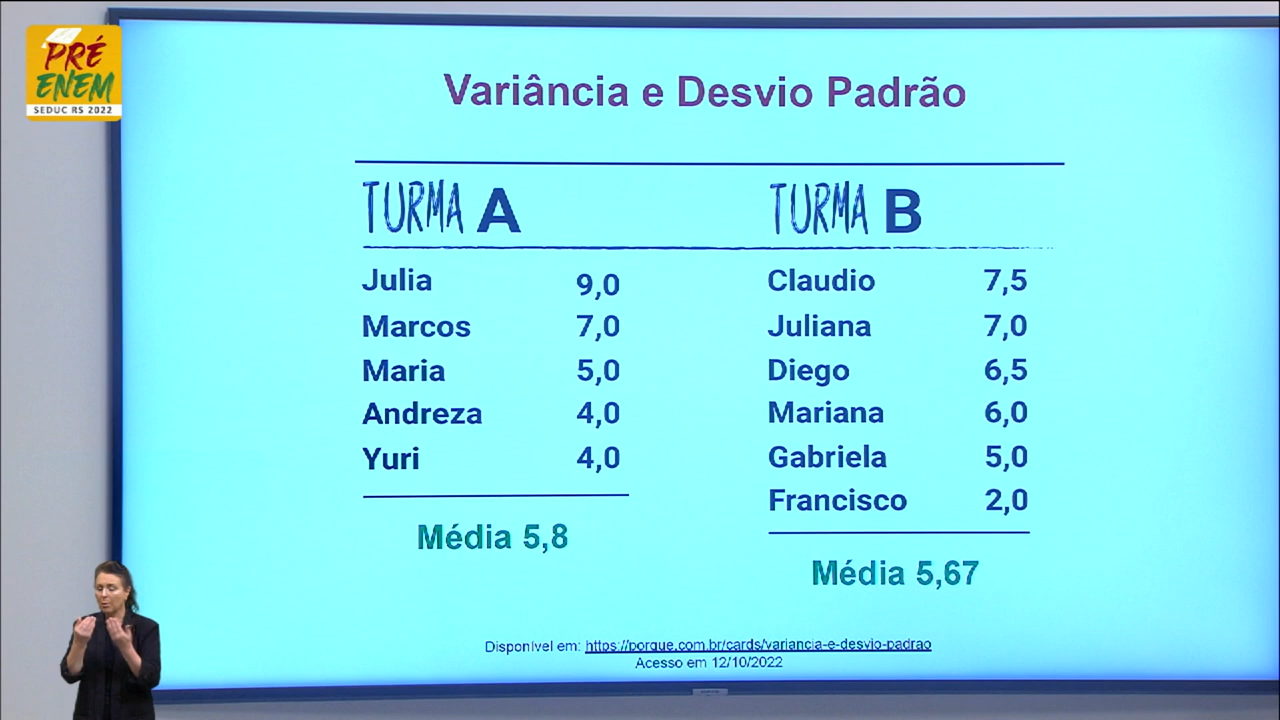 PRÉ
ENEM
SEDUC RS 2022
Variância e Desvio Padrão
TURMA A
Julia 9,0
Marcos 7,0
Maria 5,0
Andreza 4,0
Yuri 4,0
Média 5,8
TURMA B
Claudio 7,5
Juliana 7,0
Diego 6,5
Mariana 6,0
Gabriela 5,0
Francisco 2,0
Média 5,67
Disponível em: https://porque.com.br/cards/variancia-e-desvio-padrao
Acesso em 12/10/2022